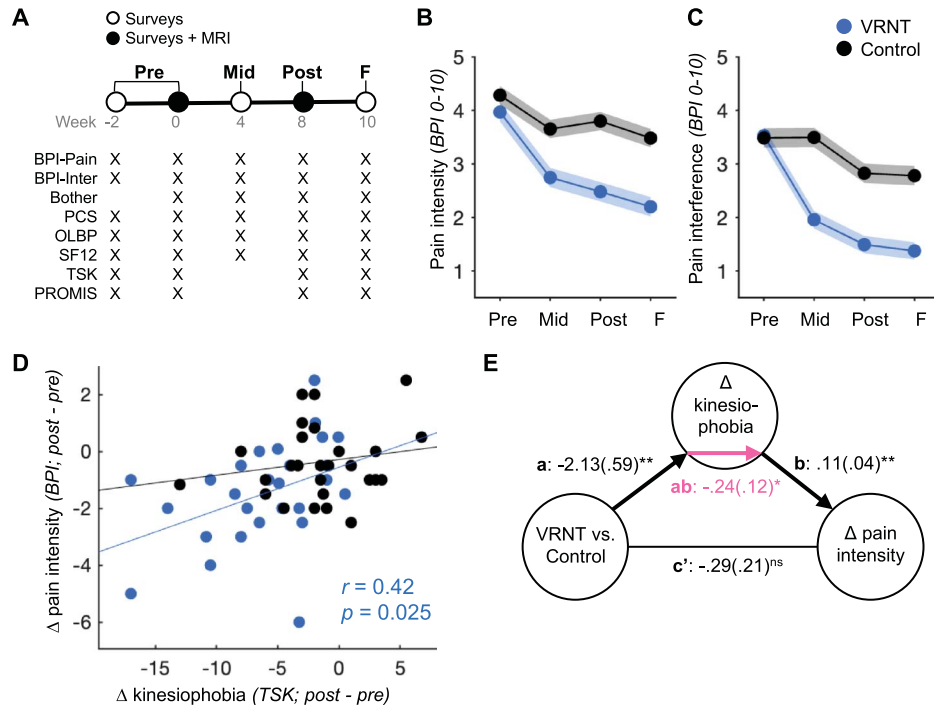 A
Surveys
Surveys + MRI
Pre Mid Post F
Week -2 0 4 8 10
BPI-Pain X X X X X
BPI-Inter X X X X X
Bother X X X X
PCS X X X X X
OLBP X X X X X
SF12 X X X X X
TSK X X X X
PROMIS X X X X
B
Pain intensity (BPI 0-10)
5
4
3
2
1
Pre Mid Post F
C
VRNT
Control
Pain interference (BPI 0-10)
5
4
3
2
1
Pre Mid Post F
D
Δ pain intensity (BPI; post - pre)
2
-0
-2
-4
-6
r = 0.42
p = 0.025
-15 -10 -5 0 5
Δ kinesiophobia (TSK; post - pre)
E
Δ
kinesio-
phobia
a: -2.13(.59)**
b: .11(.04)**
ab: -.24(.12)*
VRNT vs.
Control
Δ pain
intensity
c’: -.29(.21)ns